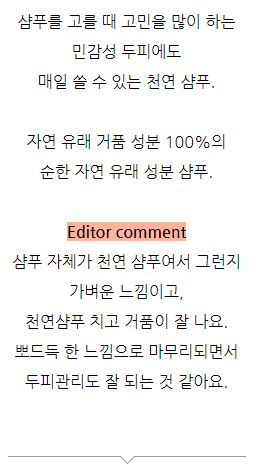 샴푸를 고를 때 고민을 많이 하는
민감성 두피에도
매일 쓸 수 있는 천연 샴푸.
자연 유래 거품 성분 100%의
순한 자연 유래 성분 샴푸.
Editor comment
샴푸 자체가 천연 샴푸여서 그런지
가벼운 느낌이고,
천연샴푸 치고 거품이 잘 나요.
뽀드득 한 느낌으로 마무리되면서
두피관리도 잘 되는 것 같아요.